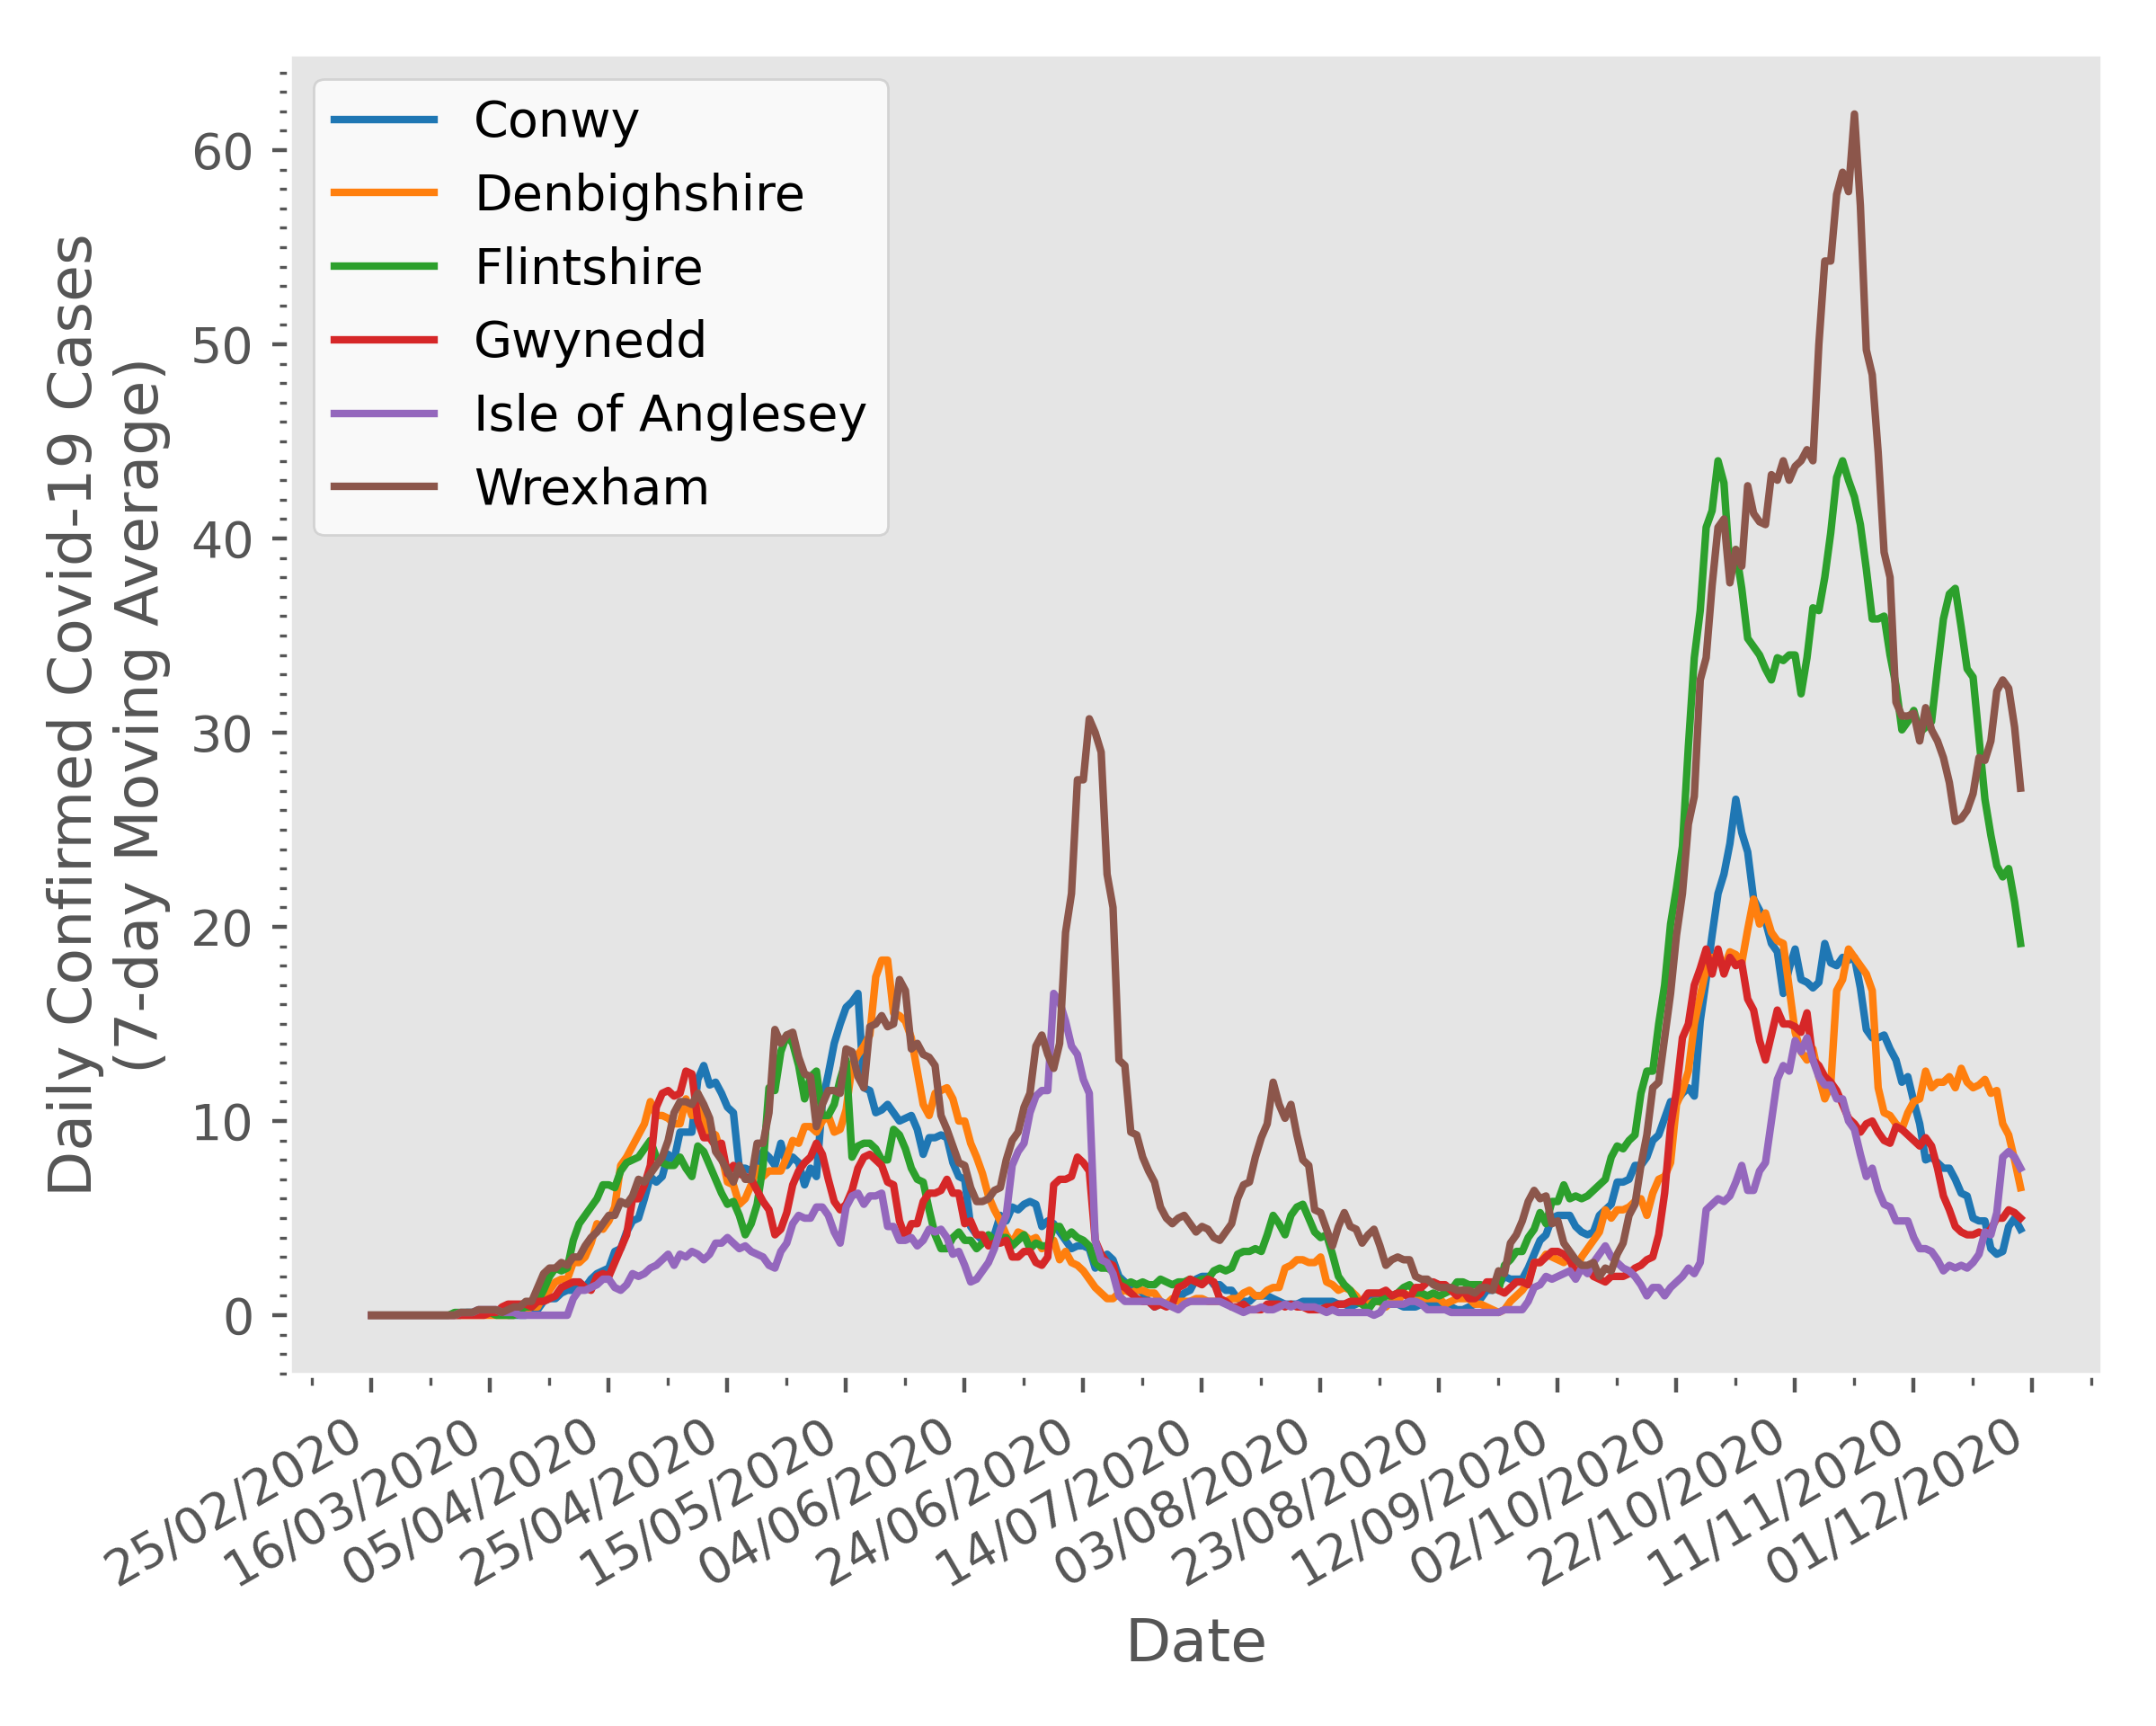 Daily Confirmed Covid-19 Cases
(7-day Moving Average)
60
50
40
30
20
10
0
Conwy
Denbighshire
Flintshire
Gwynedd
Isle of Anglesey
Wrexham
25/02/2020
16/03/2020
05/04/2020
25/04/2020
15/05/2020
04/06/2020
24/06/2020
14/07/2020
03/08/2020
23/08/2020
12/09/2020
02/10/2020
22/10/2020
11/11/2020
01/12/2020
Date